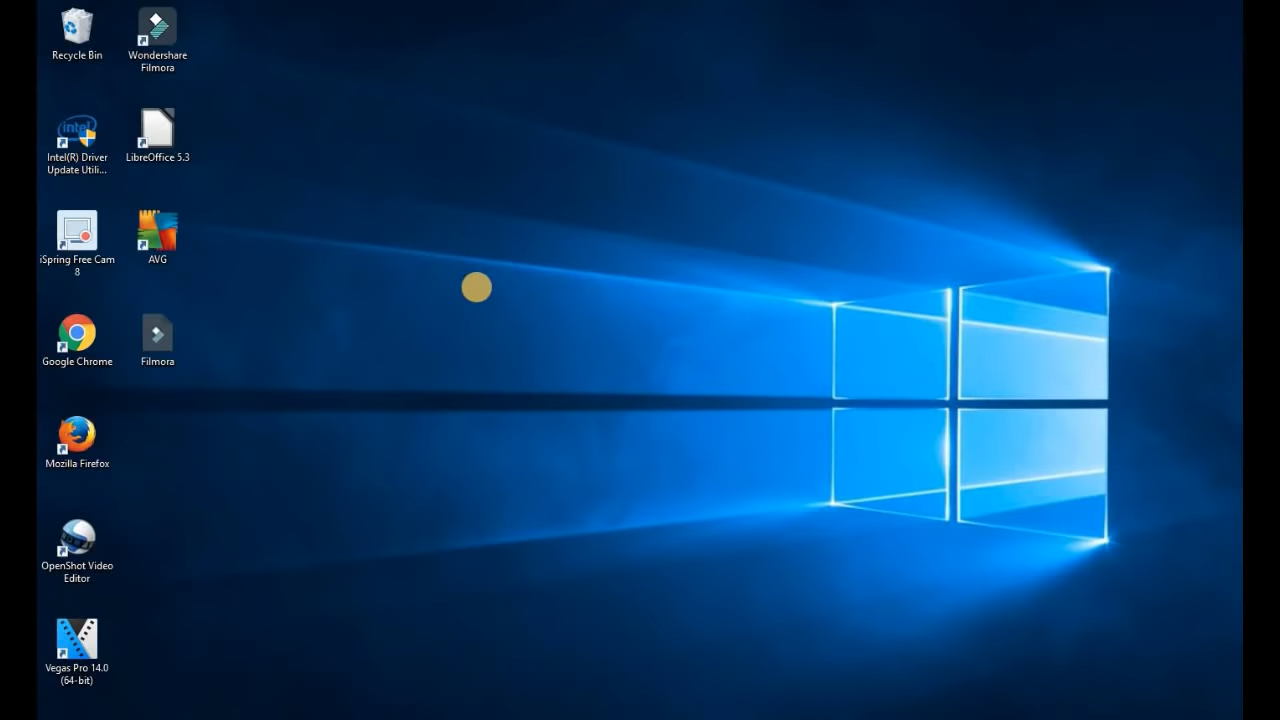 Recycle Bin
Wondershare
Filmora
intel
Intel(R) Driver
Update Utili...
LibreOffice 5.3
iSpring Free Cam
8
AVG
Google Chrome
Filmora
Mozilla Firefox
OpenShot Video
Editor
Vegas Pro 14.0
(64-bit)